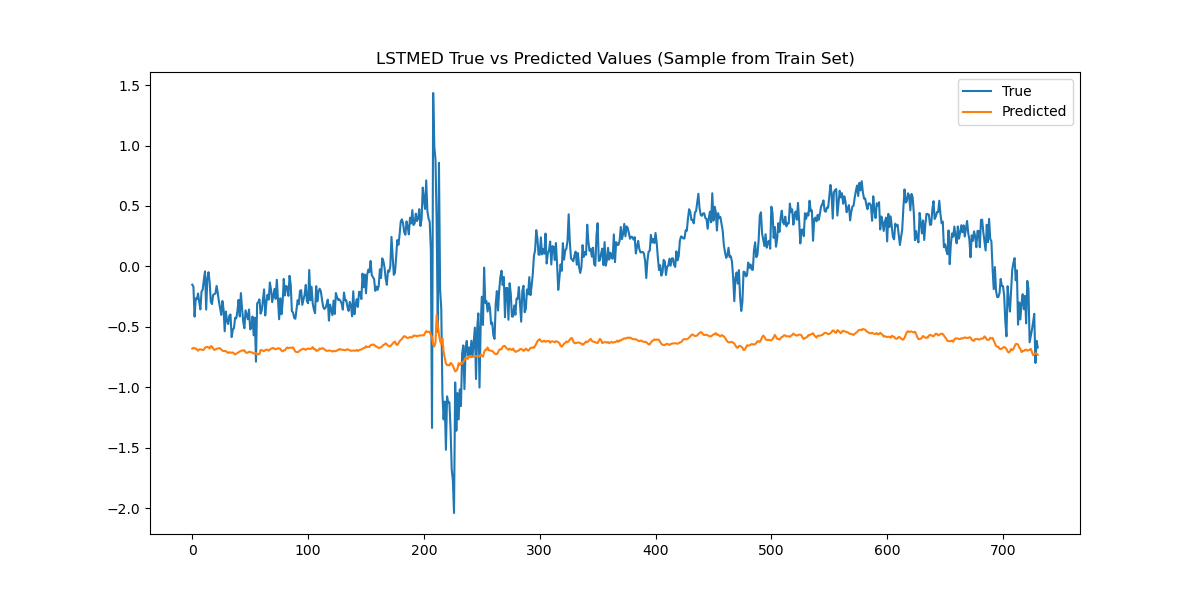 LSTMED True vs Predicted Values (Sample from Train Set)
True
Predicted
1.5
1.0
0.5
0.0
−0.5
−1.0
−1.5
−2.0
0 100 200 300 400 500 600 700